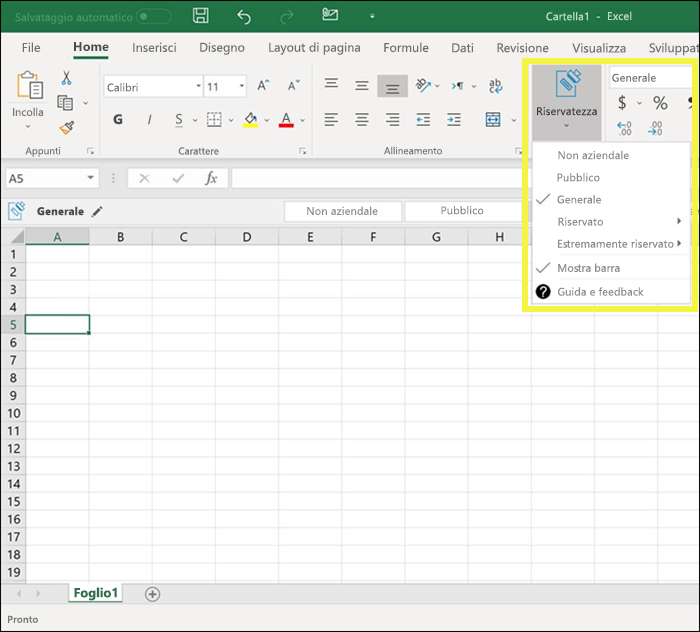 Salvataggio automatico
Cartella1 - Excel
File Home Inserisci Disegno Layout di pagina Formule Dati Revisione Visualizza Sviluppat
Incolla
Calibri 11
G I S A
ab
Riservatezza
Generale
$ %
Appunti Carattere Allineamento
Non aziendale
Pubblico
Generale
Riservato
Estremamente riservato
Mostra barra
Guida e feedback
A5 fx
Generale Non aziendale Pubblico
A B C D E F G H
1
2
3
4
5
6
7
8
9
10
11
12
13
14
15
16
17
18
19
Foglio1
Pronto